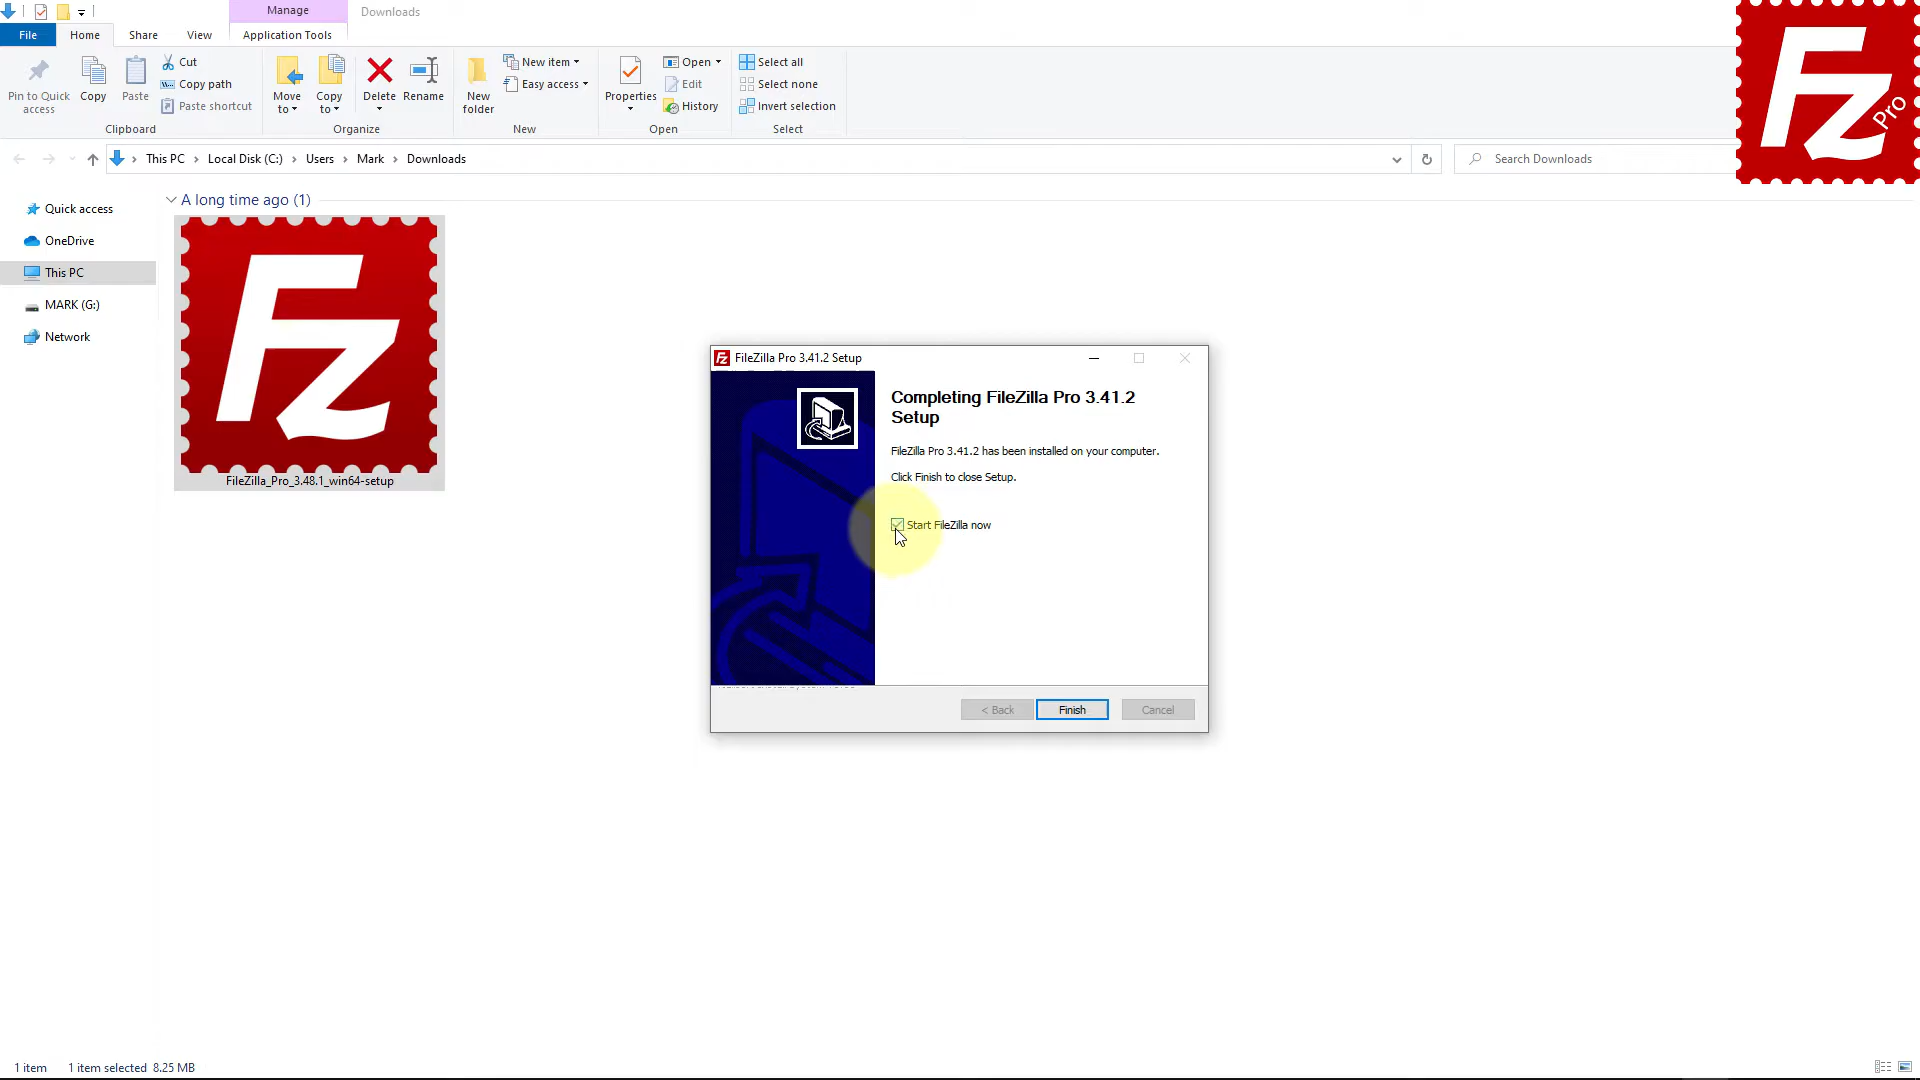 Manage
Downloads
File
Home
Share
View
Application Tools
Pin to Quick
access
Copy
Paste
Cut
Copy path
Paste shortcut
Clipboard
Move
to
Copy
to
Delete
Rename
Organize
New
folder
New item
Easy access
New
Properties
Open
Edit
History
Open
Select all
Select none
Invert selection
Select
FZ
Pro
This PC
Local Disk (C:)
Users
Mark
Downloads
Search Downloads
Quick access
OneDrive
This PC
MARK (G:)
Network
A long time ago (1)
FZ
FileZilla_Pro_3.48.1_win64-setup
FZ
FileZilla Pro 3.41.2 Setup
Completing FileZilla Pro 3.41.2
Setup
FileZilla Pro 3.41.2 has been installed on your computer.
Click Finish to close Setup.
Start FileZilla now
< Back
Finish
Cancel
1 item
1 item selected
8.25 MB